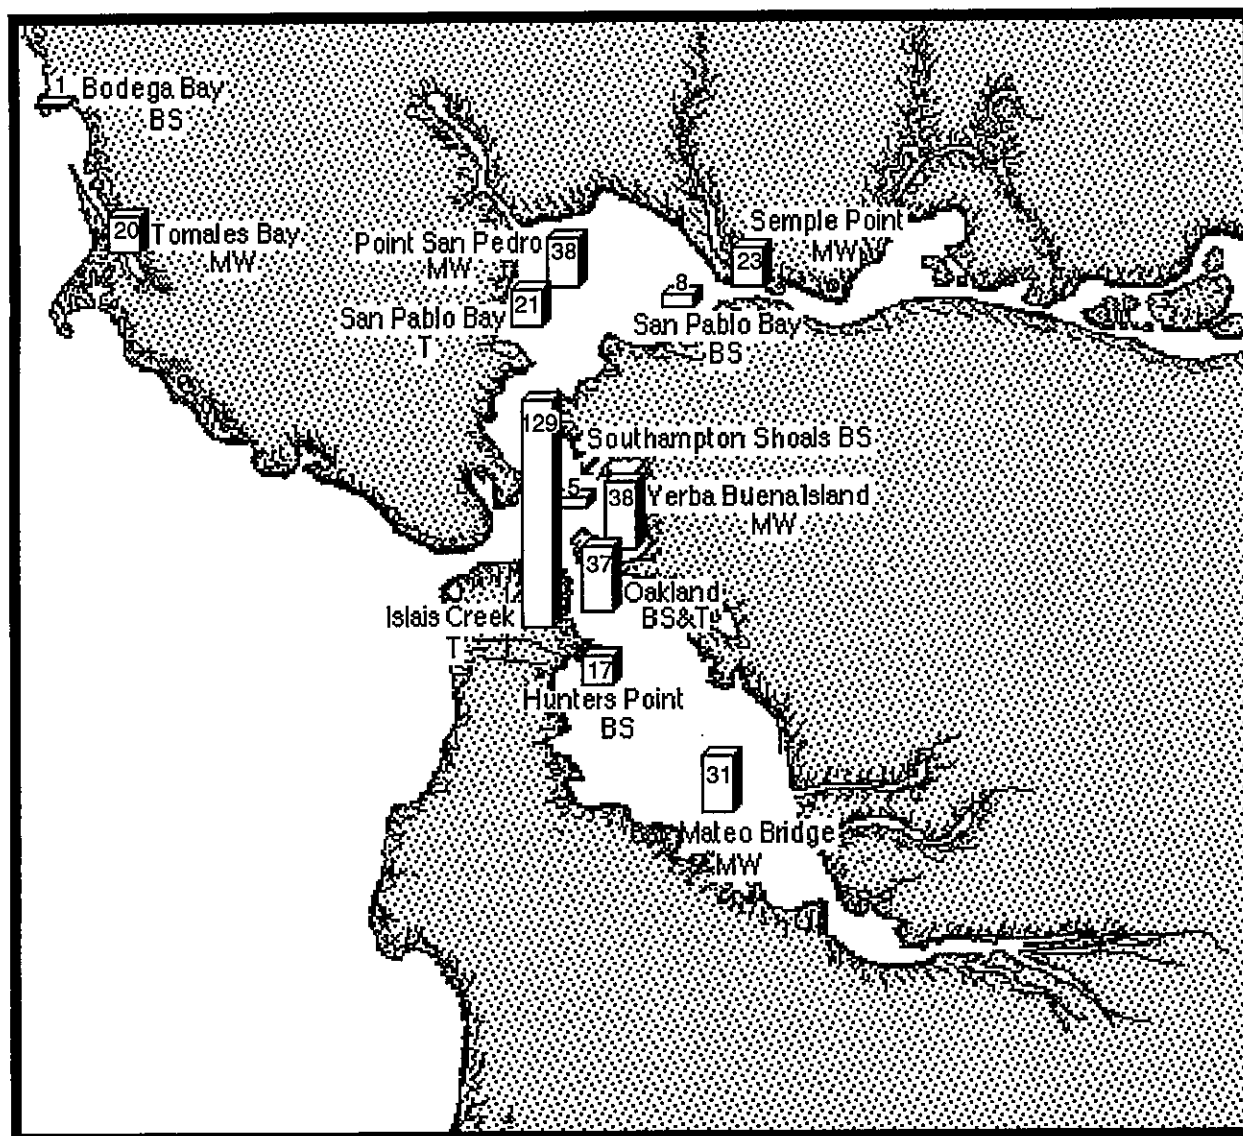 1
Bodega Bay
BS
20
Tomales Bay
MW
Point San Pedro
MW
38
21
San Pablo Bay
T
Semple Point
MW
23
8
San Pablo Bay
BS
129
Southampton Shoals BS
5
38
Yerba BuenaIsland
MW
37
Oakland
BS&T
Islais Creek
T
17
Hunters Point
BS
31
Mateo Bridge
MW